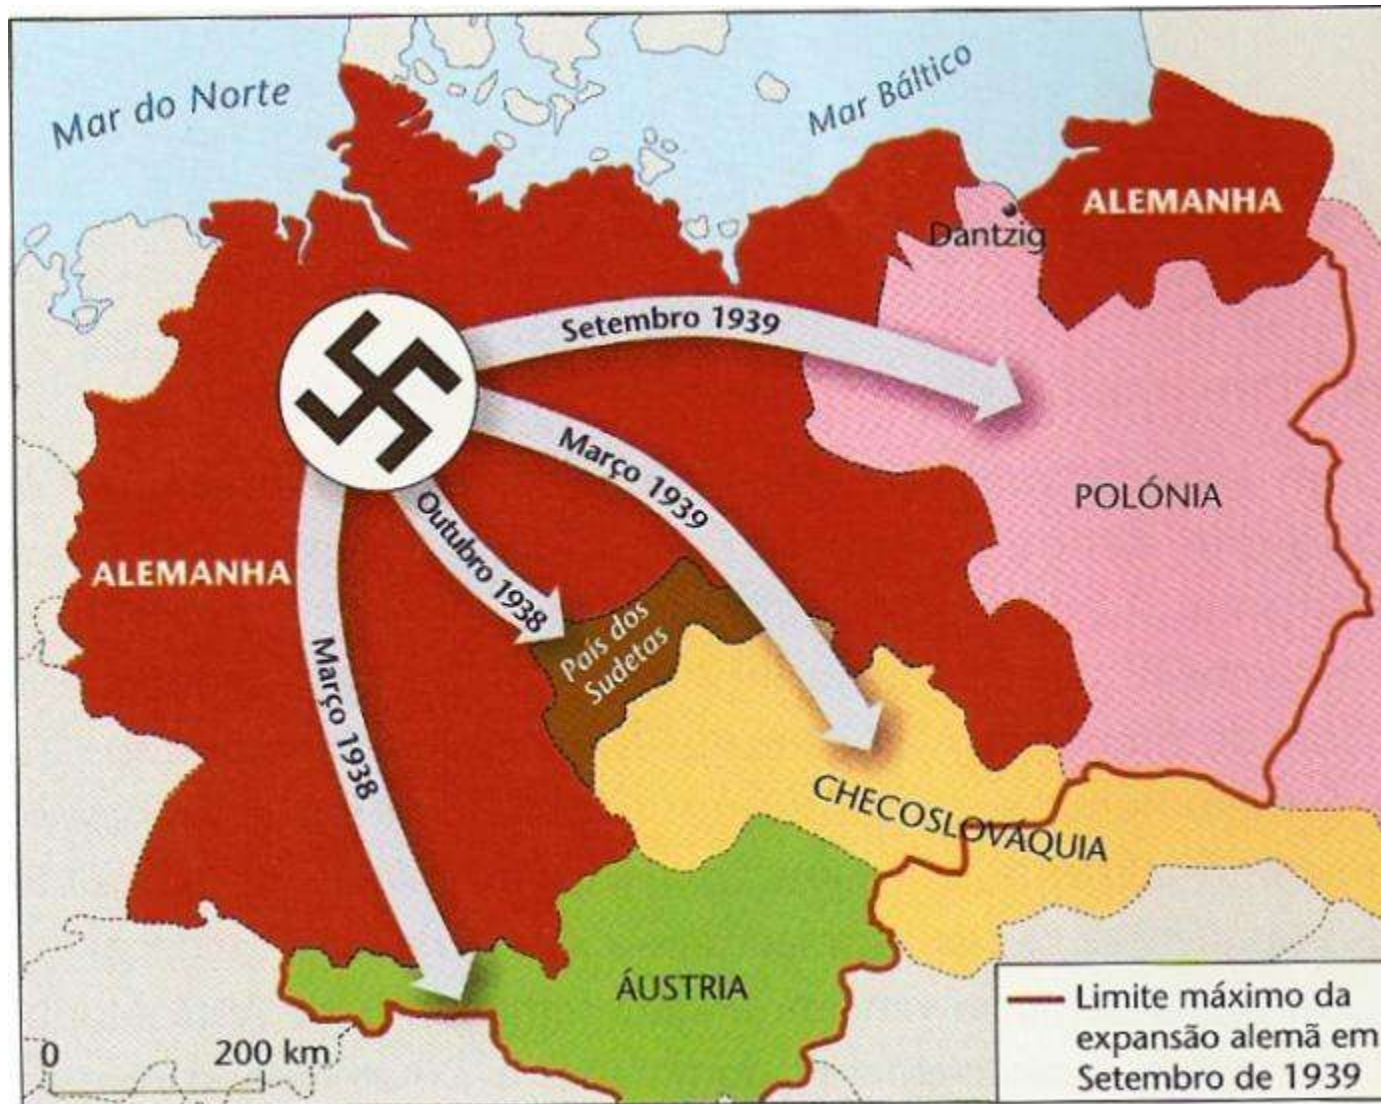 Mar do Norte
Mar Báltico
ALEMANHA
Dantzig
Setembro 1939
Março 1939
POLÓNIA
Outubro 1938
ALEMANHA
País dos
Sudetas
Março 1938
CHECOSLOVÁQUIA
ÁUSTRIA
0 200 km
Limite máximo da
expansão alemã em
Setembro de 1939